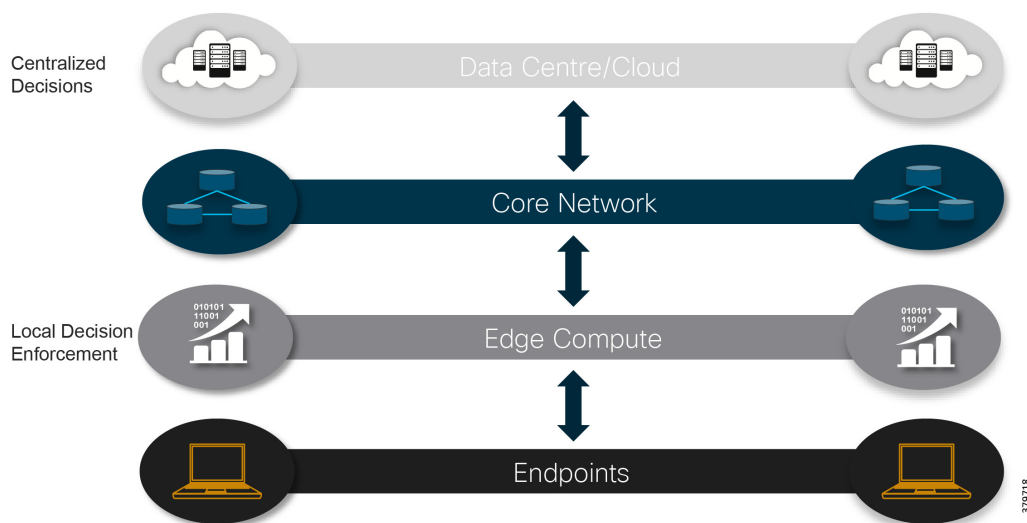 Centralized
Decisions
Data Centre/Cloud
Core Network
010101
11001
001
010101
11001
001
Local Decision
Enforcement
Edge Compute
Endpoints
379718